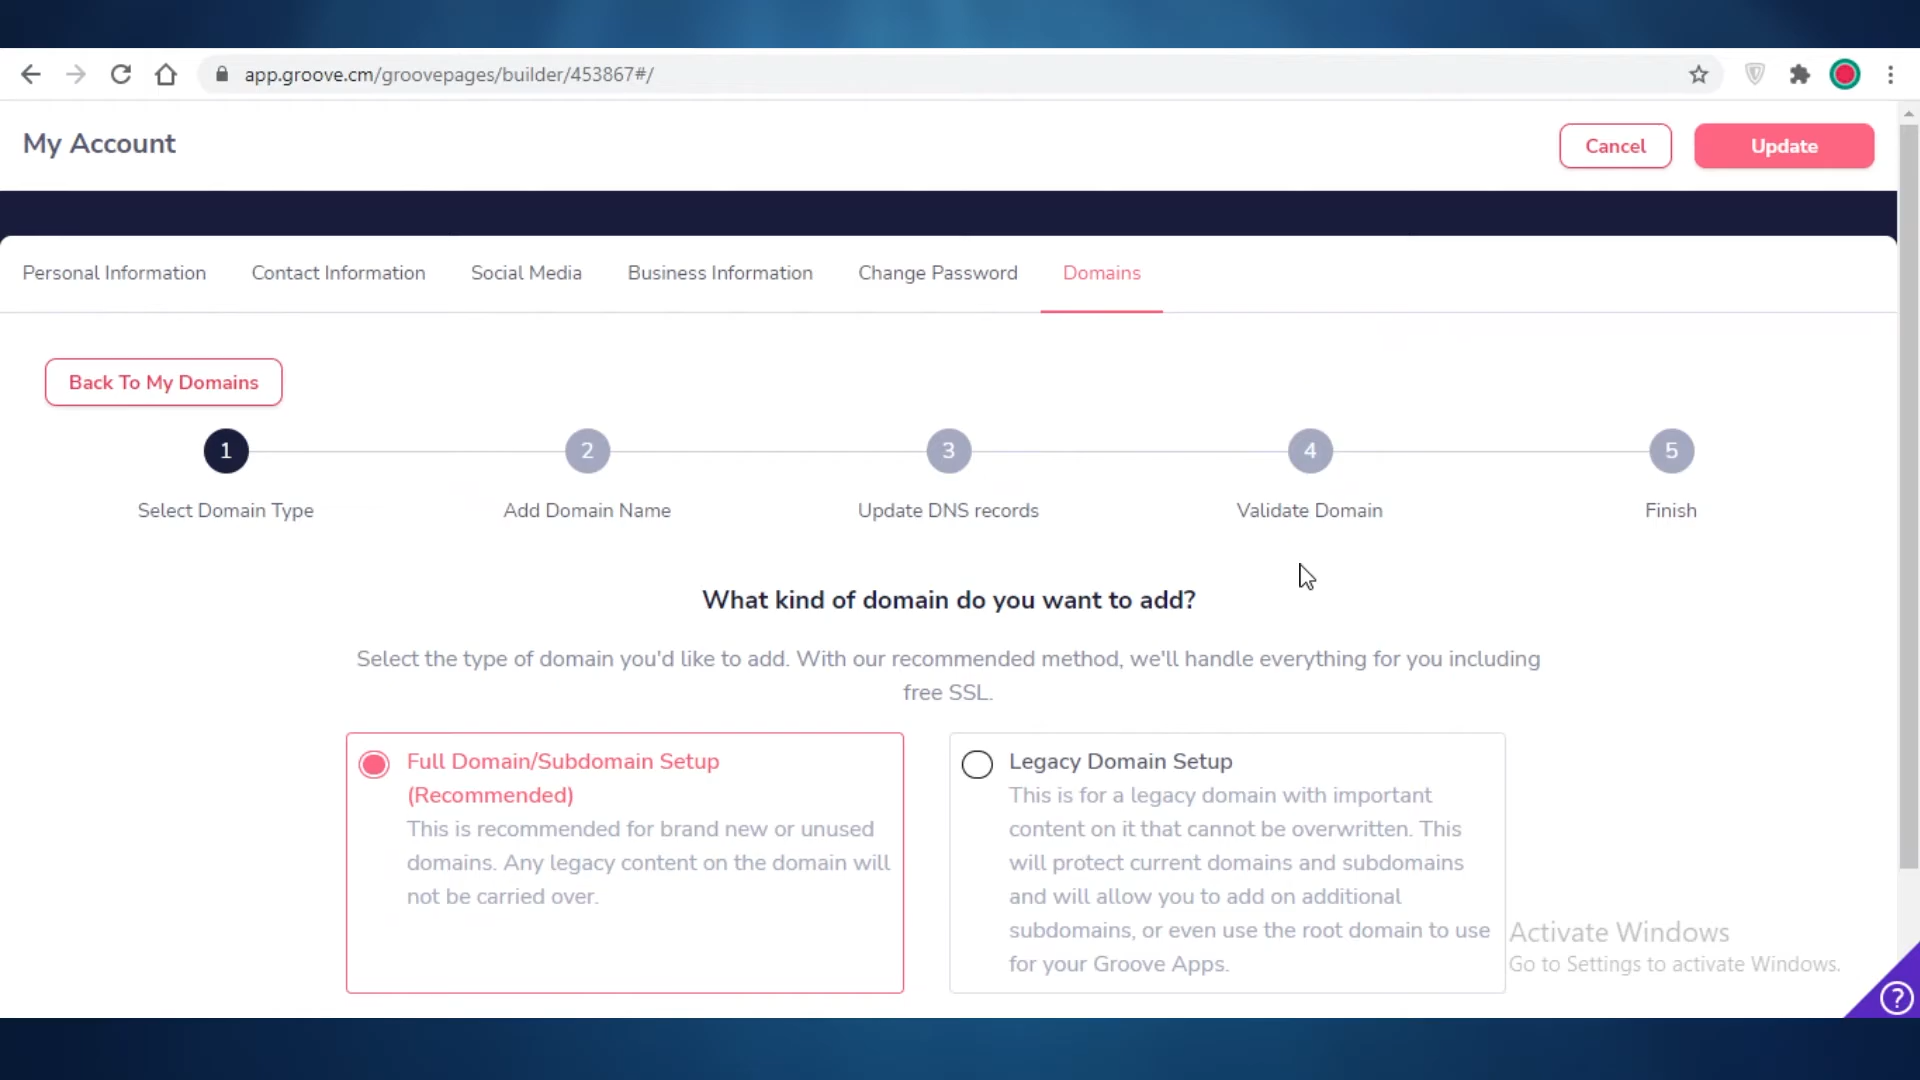 app.groove.cm/groovepages/builder/453867#/
My Account
Cancel
Update
Personal Information
Contact Information
Social Media
Business Information
Change Password
Domains
Back To My Domains
1
2
3
4
5
Select Domain Type
Add Domain Name
Update DNS records
Validate Domain
Finish
What kind of domain do you want to add?
Select the type of domain you'd like to add. With our recommended method, we'll handle everything for you including
free SSL.
Full Domain/Subdomain Setup
(Recommended)
This is recommended for brand new or unused
domains. Any legacy content on the domain will
not be carried over.
Legacy Domain Setup
This is for a legacy domain with important
content on it that cannot be overwritten. This
will protect current domains and subdomains
and will allow you to add on additional
subdomains, or even use the root domain to use
for your Groove Apps.
Activate Windows
Go to Settings to activate Windows.
?